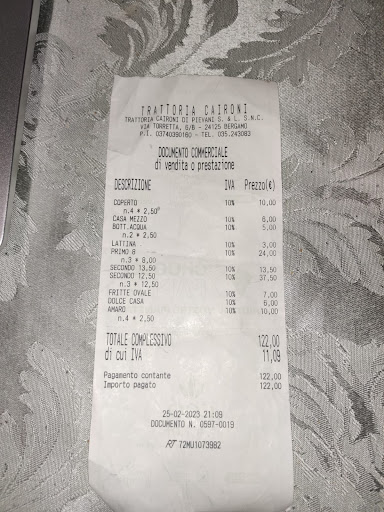 TRATTORIA CAIRONI
TRATTORIA CAIRONI DI PIEVANI S. & L. S.N.C.
VIA TORRETTA, 6/B - 24125 BERGAMO
P.I. 03740390160 - TEL. 035.243083
DOCUMENTO COMMERCIALE
di vendita o prestazione
DESCRIZIONE IVA Prezzo(€)
COPERTO 10% 10,00
n.4 * 2,50
CASA MEZZO 10% 6,00
BOTT.ACQUA 10% 5,00
n.2 * 2,50
LATTINA 10% 3,00
PRIMO 8 10% 24,00
n.3 * 8,00
SECONDO 13,50 10% 13,50
SECONDO 12,50 10% 37,50
n.3 * 12,50
FRITTE OVALE 10% 7,00
DOLCE CASA 10% 6,00
AMARO 10% 10,00
n.4 * 2,50
TOTALE COMPLESSIVO 122,00
di cui IVA 11,09
Pagamento contante 122,00
Importo pagato 122,00
25-02-2023 21:09
DOCUMENTO N. 0597-0019
RT 72MU1073982